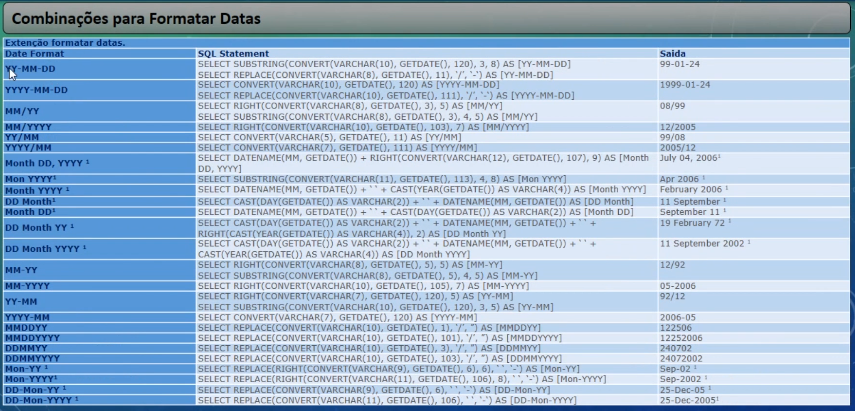 Combinações para Formatar Datas
Extenção formatar datas.
Date Format SQL Statement Saida
YY-MM-DD SELECT SUBSTRING(CONVERT(VARCHAR(10), GETDATE(), 120), 3, 8) AS [YY-MM-DD] 99-01-24
SELECT REPLACE(CONVERT(VARCHAR(8), GETDATE(), 11), '/', '-') AS [YY-MM-DD]
YYYY-MM-DD SELECT CONVERT(VARCHAR(10), GETDATE(), 120) AS [YYYY-MM-DD] 1999-01-24
SELECT REPLACE(CONVERT(VARCHAR(10), GETDATE(), 111), '/', '-') AS [YYYY-MM-DD]
MM/YY SELECT RIGHT(CONVERT(VARCHAR(8), GETDATE(), 3), 5) AS [MM/YY] 08/99
SELECT SUBSTRING(CONVERT(VARCHAR(8), GETDATE(), 3), 4, 5) AS [MM/YY]
MM/YYYY SELECT RIGHT(CONVERT(VARCHAR(10), GETDATE(), 103), 7) AS [MM/YYYY] 12/2005
YY/MM SELECT CONVERT(VARCHAR(5), GETDATE(), 11) AS [YY/MM] 99/08
YYYY/MM SELECT CONVERT(VARCHAR(7), GETDATE(), 111) AS [YYYY/MM] 2005/12
Month DD, YYYY ¹ SELECT DATENAME(MM, GETDATE()) + RIGHT(CONVERT(VARCHAR(12), GETDATE(), 107), 9) AS [Month July 04, 2006¹
DD, YYYY]
Mon YYYY¹ SELECT SUBSTRING(CONVERT(VARCHAR(11), GETDATE(), 113), 4, 8) AS [Mon YYYY] Apr 2006 ¹
Month YYYY ¹ SELECT DATENAME(MM, GETDATE()) + ` ` + CAST(YEAR(GETDATE()) AS VARCHAR(4)) AS [Month YYYY] February 2006 ¹
DD Month¹ SELECT CAST(DAY(GETDATE()) AS VARCHAR(2)) + ` ` + DATENAME(MM, GETDATE()) AS [DD Month] 11 September ¹
Month DD¹ SELECT DATENAME(MM, GETDATE()) + ` ` + CAST(DAY(GETDATE()) AS VARCHAR(2)) AS [Month DD] September 11 ¹
DD Month YY ¹ SELECT CAST(DAY(GETDATE()) AS VARCHAR(2)) + ` ` + DATENAME(MM, GETDATE()) + ` ` + 19 February 72 ¹
RIGHT(CAST(YEAR(GETDATE()) AS VARCHAR(4)), 2) AS [DD Month YY]
DD Month YYYY ¹ SELECT CAST(DAY(GETDATE()) AS VARCHAR(2)) + ` ` + DATENAME(MM, GETDATE()) + ` ` + 11 September 2002 ¹
CAST(YEAR(GETDATE()) AS VARCHAR(4)) AS [DD Month YYYY]
MM-YY SELECT RIGHT(CONVERT(VARCHAR(8), GETDATE(), 5), 5) AS [MM-YY] 12/92
SELECT SUBSTRING(CONVERT(VARCHAR(8), GETDATE(), 5), 4, 5) AS [MM-YY]
MM-YYYY SELECT RIGHT(CONVERT(VARCHAR(10), GETDATE(), 105), 7) AS [MM-YYYY] 05-2006
YY-MM SELECT RIGHT(CONVERT(VARCHAR(7), GETDATE(), 120), 5) AS [YY-MM] 92/12
SELECT SUBSTRING(CONVERT(VARCHAR(10), GETDATE(), 120), 3, 5) AS [YY-MM]
YYYY-MM SELECT CONVERT(VARCHAR(7), GETDATE(), 120) AS [YYYY-MM] 2006-05
MMDDYY SELECT REPLACE(CONVERT(VARCHAR(10), GETDATE(), 1), '/', '') AS [MMDDYY] 122506
MMDDYYYY SELECT REPLACE(CONVERT(VARCHAR(10), GETDATE(), 101), '/', '') AS [MMDDYYYY] 12252006
DDMMYY SELECT REPLACE(CONVERT(VARCHAR(10), GETDATE(), 3), '/', '') AS [DDMMYY] 240702
DDMMYYYY SELECT REPLACE(CONVERT(VARCHAR(10), GETDATE(), 103), '/', '') AS [DDMMYYYY] 24072002
Mon-YY ¹ SELECT REPLACE(RIGHT(CONVERT(VARCHAR(9), GETDATE(), 6), 6), ` `, `-`) AS [Mon-YY] Sep-02 ¹
Mon-YYYY¹ SELECT REPLACE(RIGHT(CONVERT(VARCHAR(11), GETDATE(), 106), 8), ` `, `-`) AS [Mon-YYYY] Sep-2002 ¹
DD-Mon-YY ¹ SELECT REPLACE(CONVERT(VARCHAR(9), GETDATE(), 6), ` `, `-`) AS [DD-Mon-YY] 25-Dec-05 ¹
DD-Mon-YYYY ¹ SELECT REPLACE(CONVERT(VARCHAR(11), GETDATE(), 106), ` `, `-`) AS [DD-Mon-YYYY] 25-Dec-2005¹